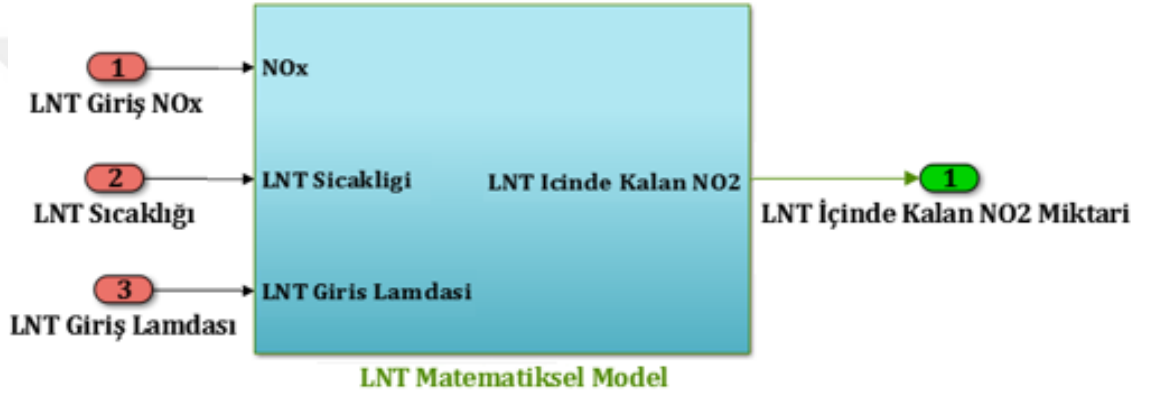 1
NOx
LNT Giriş NOx
2
LNT Sicakligi
LNT Icinde Kalan NO2
1
LNT Sıcaklığı
LNT İçinde Kalan NO2 Miktari
3
LNT Giris Lamdasi
LNT Giriş Lamdası
LNT Matematiksel Model